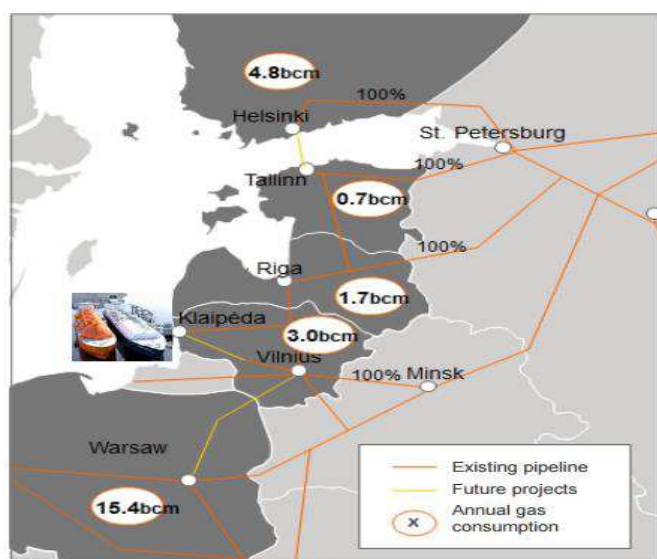 4.8bcm
100%
Helsinki
St. Petersburg
Tallinn
100%
0.7bcm
100%
Riga
1.7bcm
Klaipéda
3.0bcm
Vilnius
100%
Minsk
Warsaw
15.4bcm
Existing pipeline
Future projects
x
Annual gas
consumption